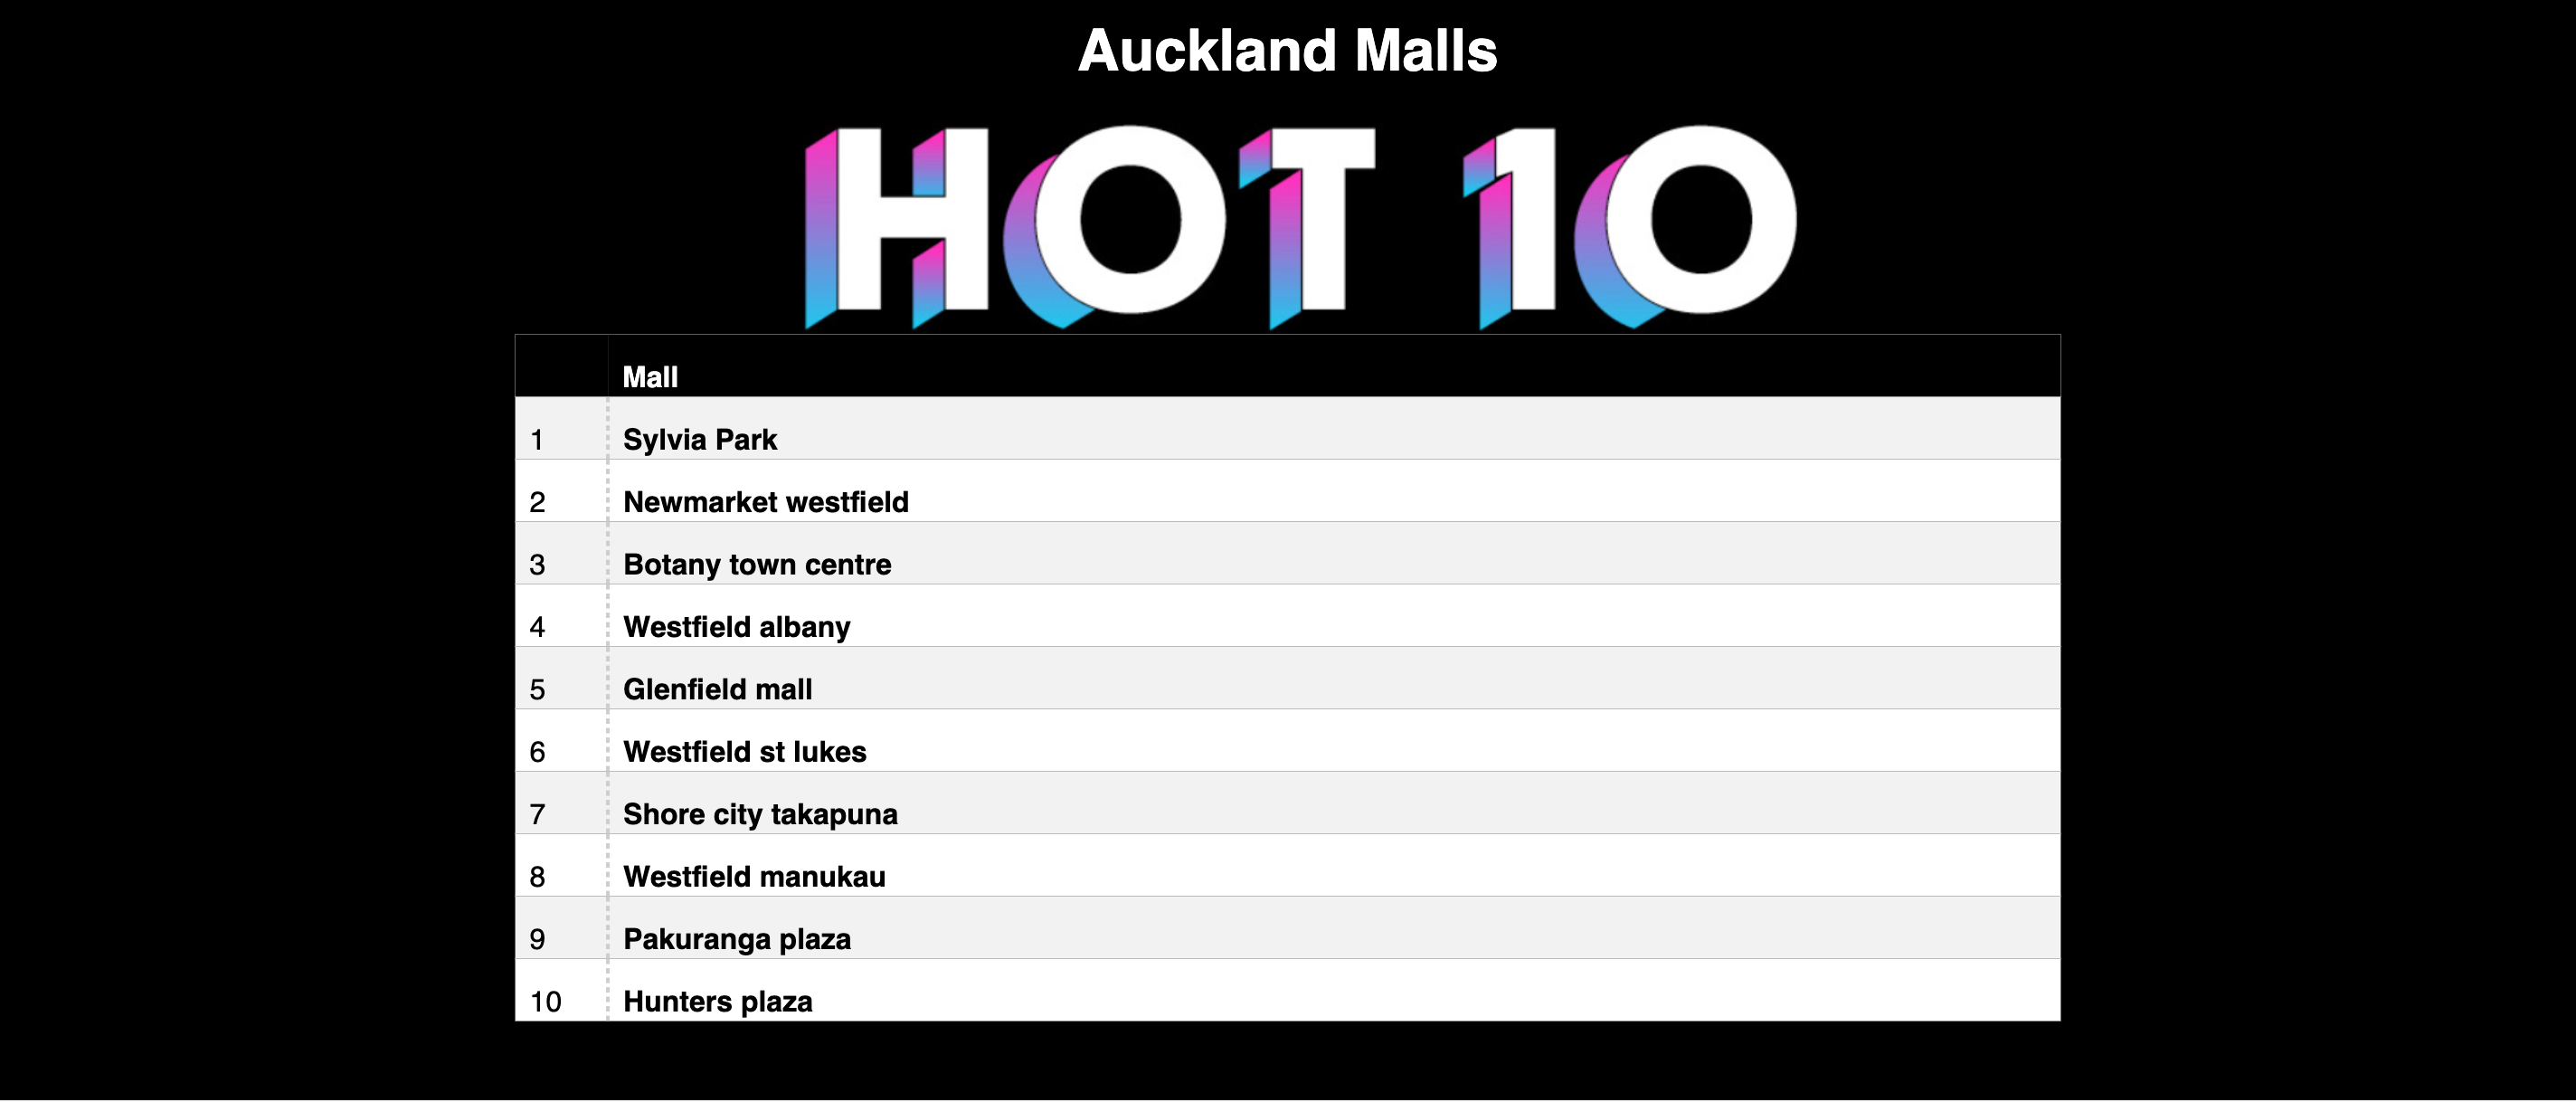 Auckland Malls
HOT 10
Mall
1 Sylvia Park
2 Newmarket westfield
3 Botany town centre
4 Westfield albany
5 Glenfield mall
6 Westfield st lukes
7 Shore city takapuna
8 Westfield manukau
9 Pakuranga plaza
10 Hunters plaza